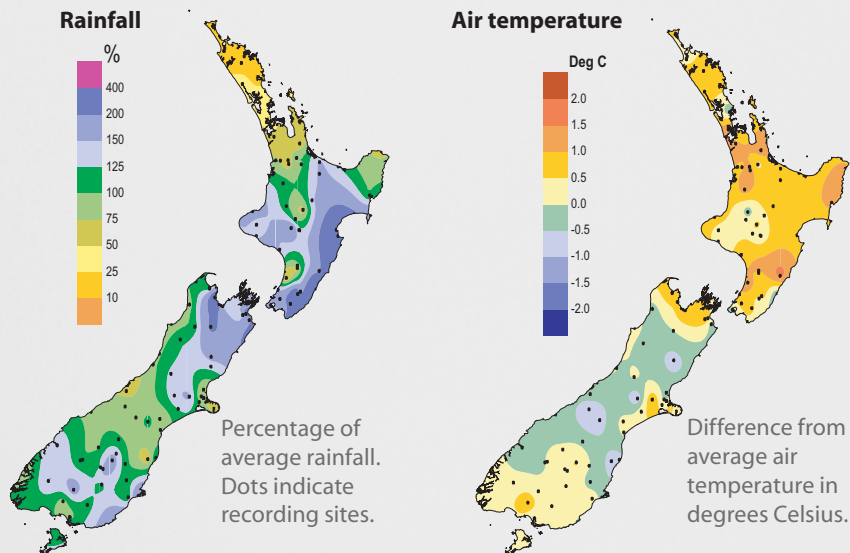 Rainfall
%
400
200
150
125
100
75
50
25
10
Percentage of
average rainfall.
Dots indicate
recording sites.
Air temperature
Deg C
2.0
1.5
1.0
0.5
0.0
-0.5
-1.0
-1.5
-2.0
Difference from
average air
temperature in
degrees Celsius.